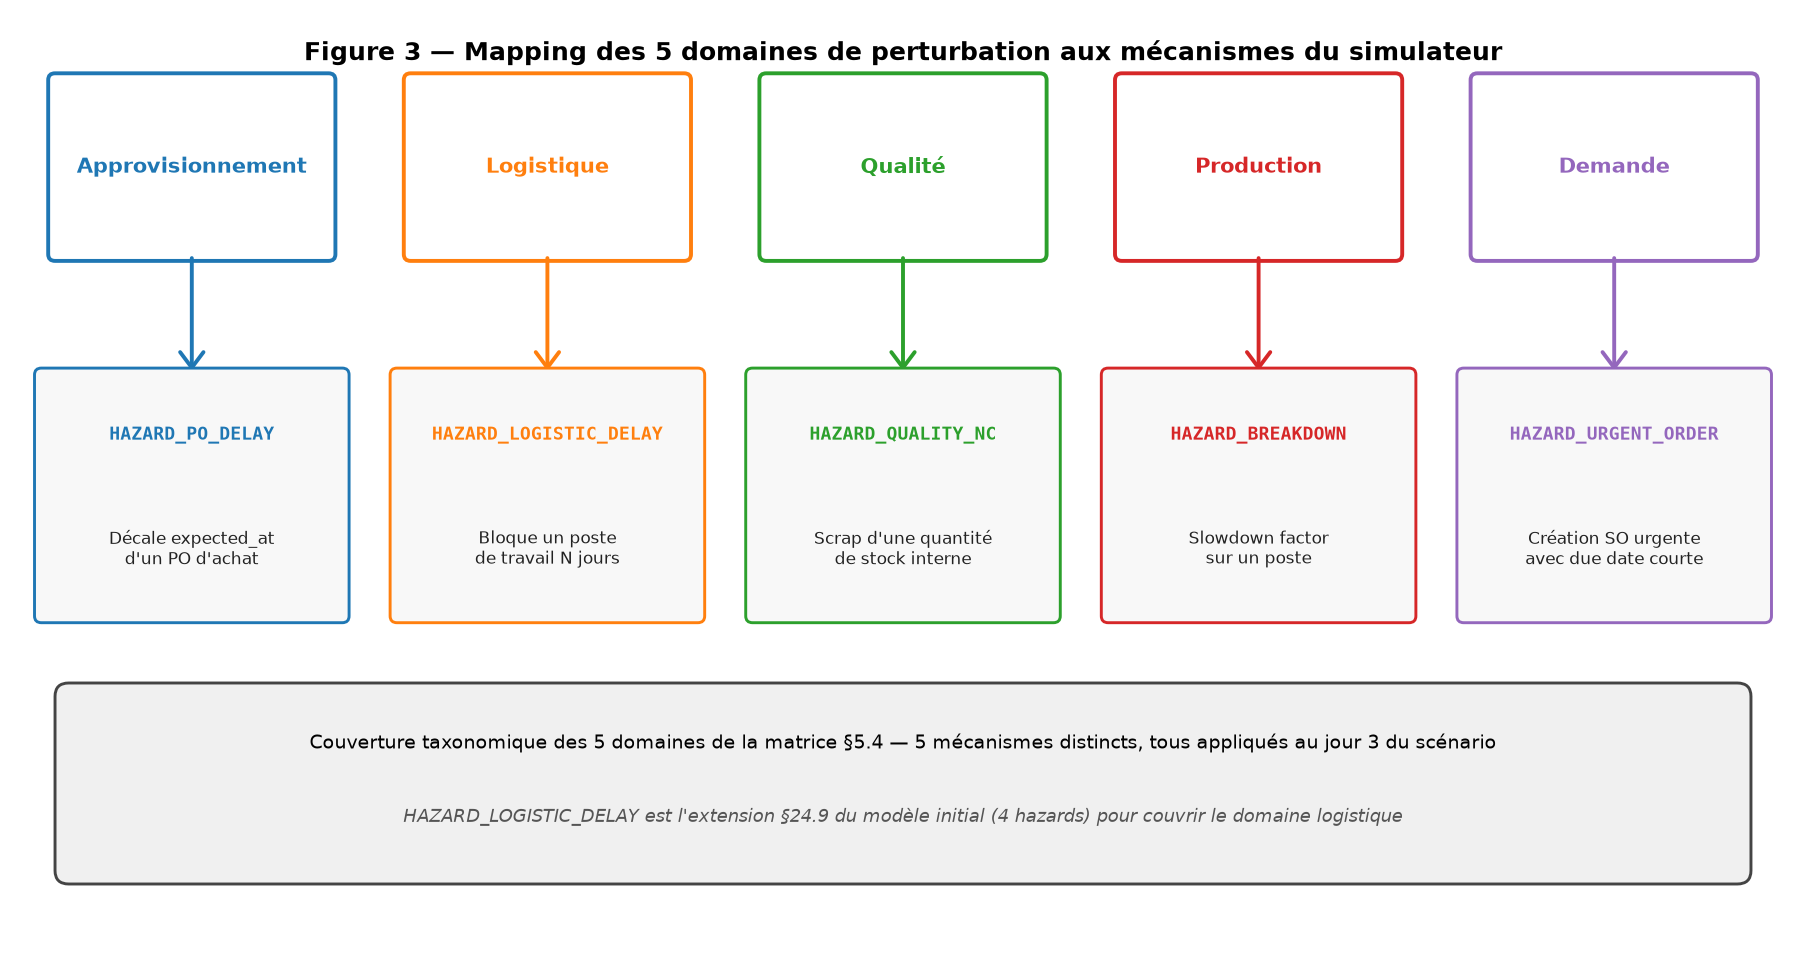 Figure 3 — Mapping des 5 domaines de perturbation aux mécanismes du simulateur
Approvisionnement
Logistique
Qualité
Production
Demande
HAZARD_PO_DELAY
Décale expected_at
d'un PO d'achat
HAZARD_LOGISTIC_DELAY
Bloque un poste
de travail N jours
HAZARD_QUALITY_NC
Scrap d'une quantité
de stock interne
HAZARD_BREAKDOWN
Slowdown factor
sur un poste
HAZARD_URGENT_ORDER
Création SO urgente
avec due date courte
Couverture taxonomique des 5 domaines de la matrice §5.4 — 5 mécanismes distincts, tous appliqués au jour 3 du scénario
HAZARD_LOGISTIC_DELAY est l'extension §24.9 du modèle initial (4 hazards) pour couvrir le domaine logistique